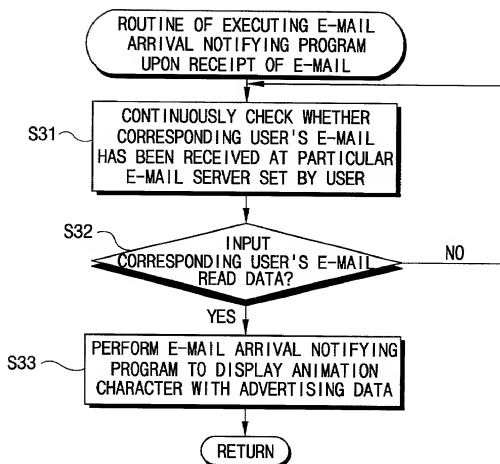 ROUTINE OF EXECUTING E-MAIL
ARRIVAL NOTIFYING PROGRAM
UPON RECEIPT OF E-MAIL
S31
CONTINUOUSLY CHECK WHETHER
CORRESPONDING USER'S E-MAIL
HAS BEEN RECEIVED AT PARTICULAR
E-MAIL SERVER SET BY USER
S32
INPUT
CORRESPONDING USER'S E-MAIL
READ DATA?
NO
YES
S33
PERFORM E-MAIL ARRIVAL NOTIFYING
PROGRAM TO DISPLAY ANIMATION
CHARACTER WITH ADVERTISING DATA
RETURN